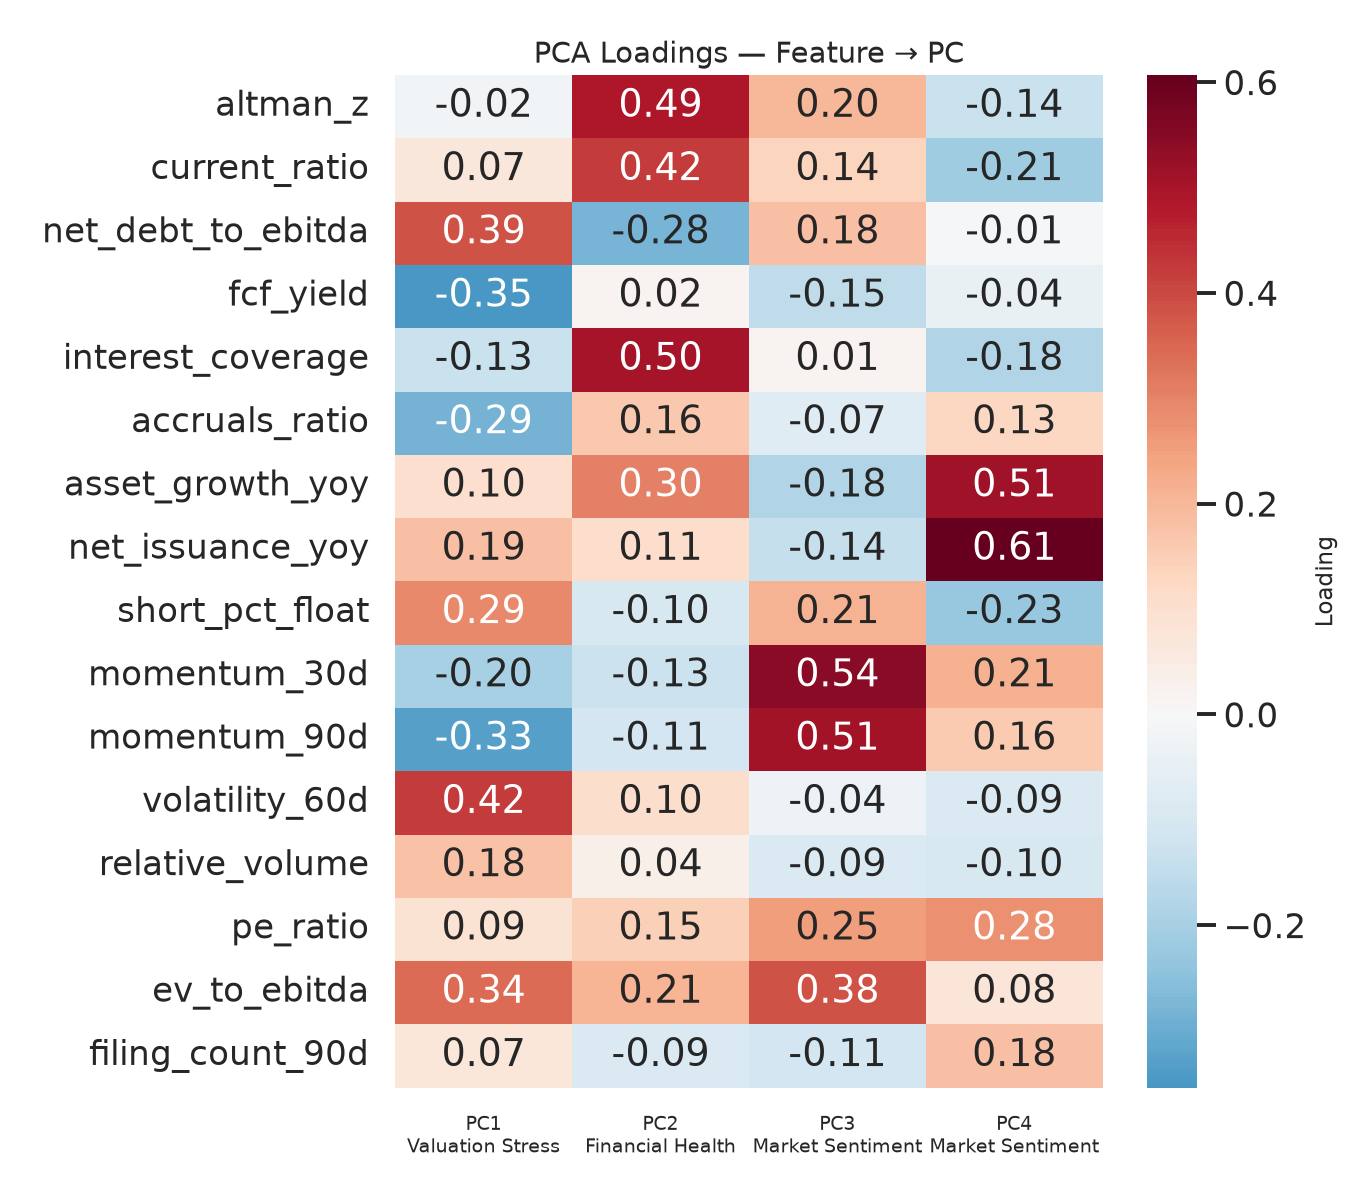 PCA Loadings — Feature → PC
altman_z -0.02 0.49 0.20 -0.14
current_ratio 0.07 0.42 0.14 -0.21
net_debt_to_ebitda 0.39 -0.28 0.18 -0.01
fcf_yield -0.35 0.02 -0.15 -0.04
interest_coverage -0.13 0.50 0.01 -0.18
accruals_ratio -0.29 0.16 -0.07 0.13
asset_growth_yoy 0.10 0.30 -0.18 0.51
net_issuance_yoy 0.19 0.11 -0.14 0.61
short_pct_float 0.29 -0.10 0.21 -0.23
momentum_30d -0.20 -0.13 0.54 0.21
momentum_90d -0.33 -0.11 0.51 0.16
volatility_60d 0.42 0.10 -0.04 -0.09
relative_volume 0.18 0.04 -0.09 -0.10
pe_ratio 0.09 0.15 0.25 0.28
ev_to_ebitda 0.34 0.21 0.38 0.08
filing_count_90d 0.07 -0.09 -0.11 0.18
PC1 PC2 PC3 PC4
Valuation Stress Financial Health Market Sentiment Market Sentiment
0.6
0.4
0.2
0.0
−0.2
Loading